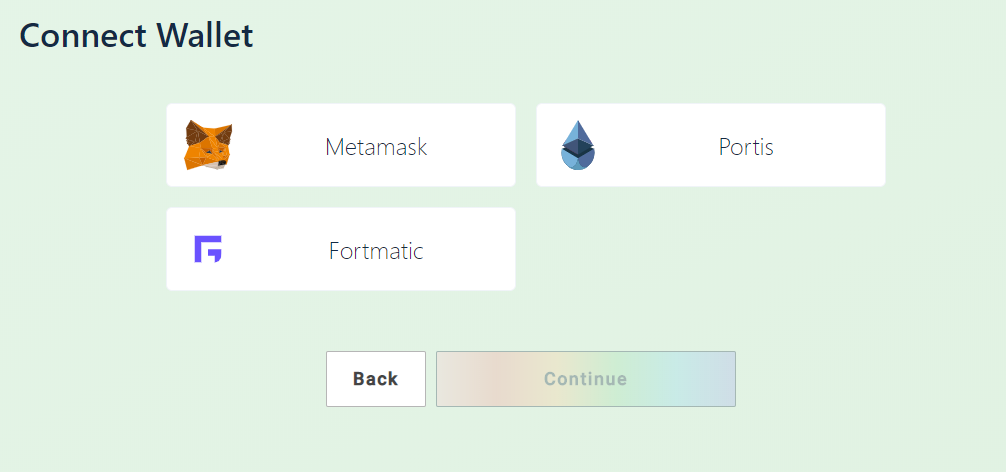 Connect Wallet
Metamask
Portis
Fortmatic
Back
Continue